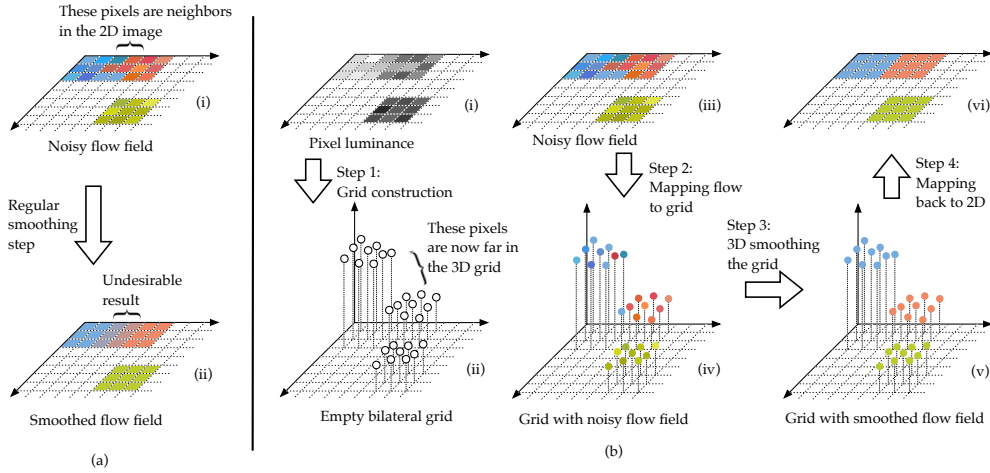 These pixels are neighbors
in the 2D image
(i)
Noisy flow field
Regular
smoothing
step
Undesirable
result
(ii)
Smoothed flow field
(a)
(i)
Pixel luminance
Step 1:
Grid construction
These pixels
are now far in
the 3D grid
(ii)
Empty bilateral grid
(iii)
Noisy flow field
Step 2:
Mapping flow
to grid
(iv)
Grid with noisy flow field
Step 3:
3D smoothing
the grid
(vi)
Step 4:
Mapping
back to 2D
(v)
Grid with smoothed flow field
(b)